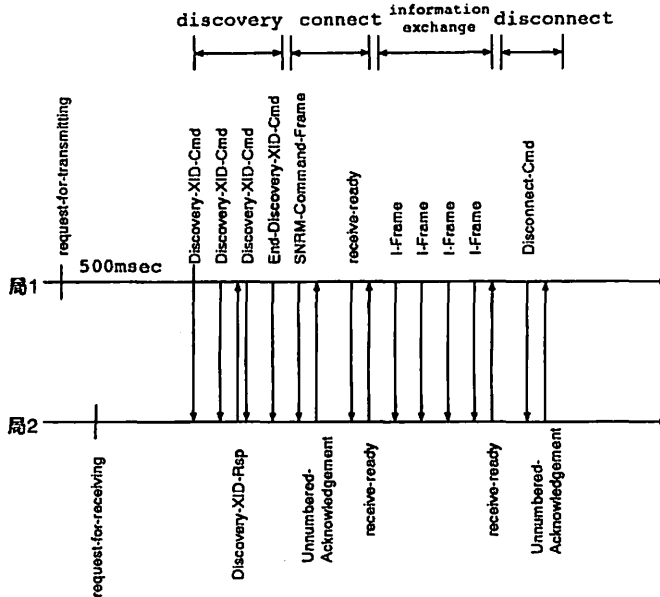 discovery
connect
information
exchange
disconnect
request-for-transmitting
Discovery-XID-Cmd
Discovery-XID-Cmd
Discovery-XID-Cmd
End-Discovery-XID-Cmd
SNRM-Command-Frame
receive-ready
I-Frame
I-Frame
I-Frame
I-Frame
Disconnect-Cmd
500msec
局1
局2
request-for-receiving
Discovery-XID-Rsp
Unnumbered-
Acknowledgement
receive-ready
receive-ready
Unnumbered-
Acknowledgement